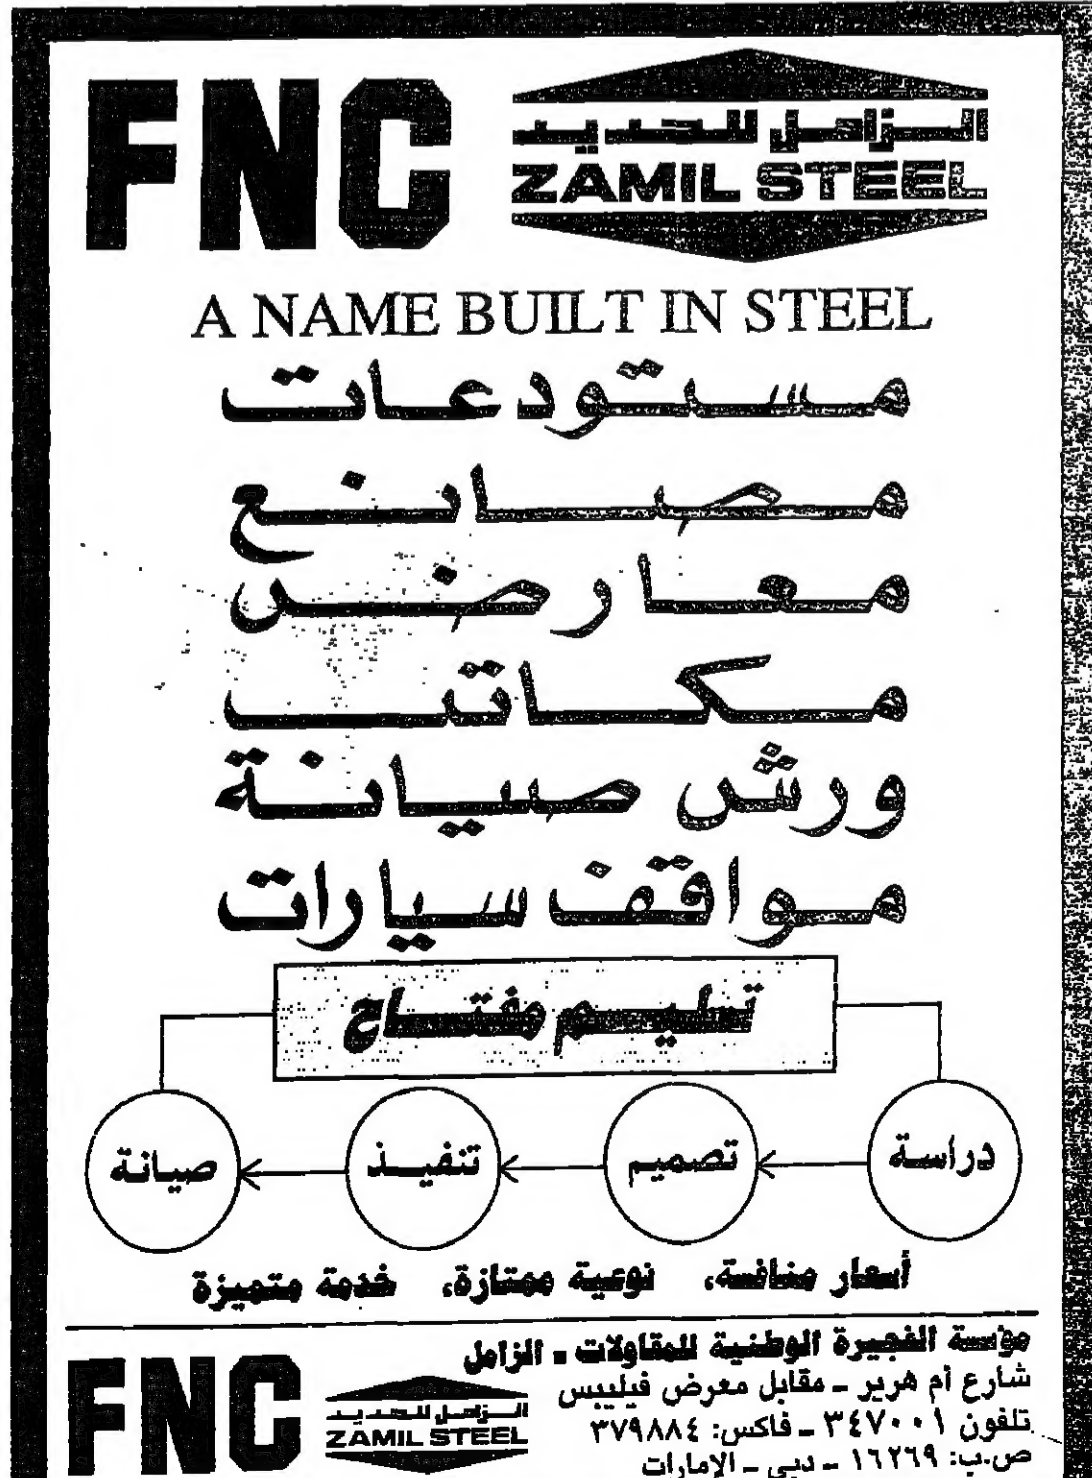 FNC
الزامل للحديد
ZAMIL STEEL
A NAME BUILT IN STEEL
مستودعات
مصانع
معارض
مكاتب
ورش صيانة
مواقف سيارات
تسليم مفتاح
دراسة
تصميم
تنفيذ
صيانة
أسعار منافسة، نوعية ممتازة، خدمة متميزة
مؤسسة الفجيرة الوطنية للمقاولات - الزامل
شارع أم هرير - مقابل معرض فيليبس
تلفون ٣٤٧٠٠١ - فاكس: ٣٧٩٨٨٤
ص.ب: ١٦٢٦٩ - دبي - الإمارات
FNC
الزامل للحديد
ZAMIL STEEL